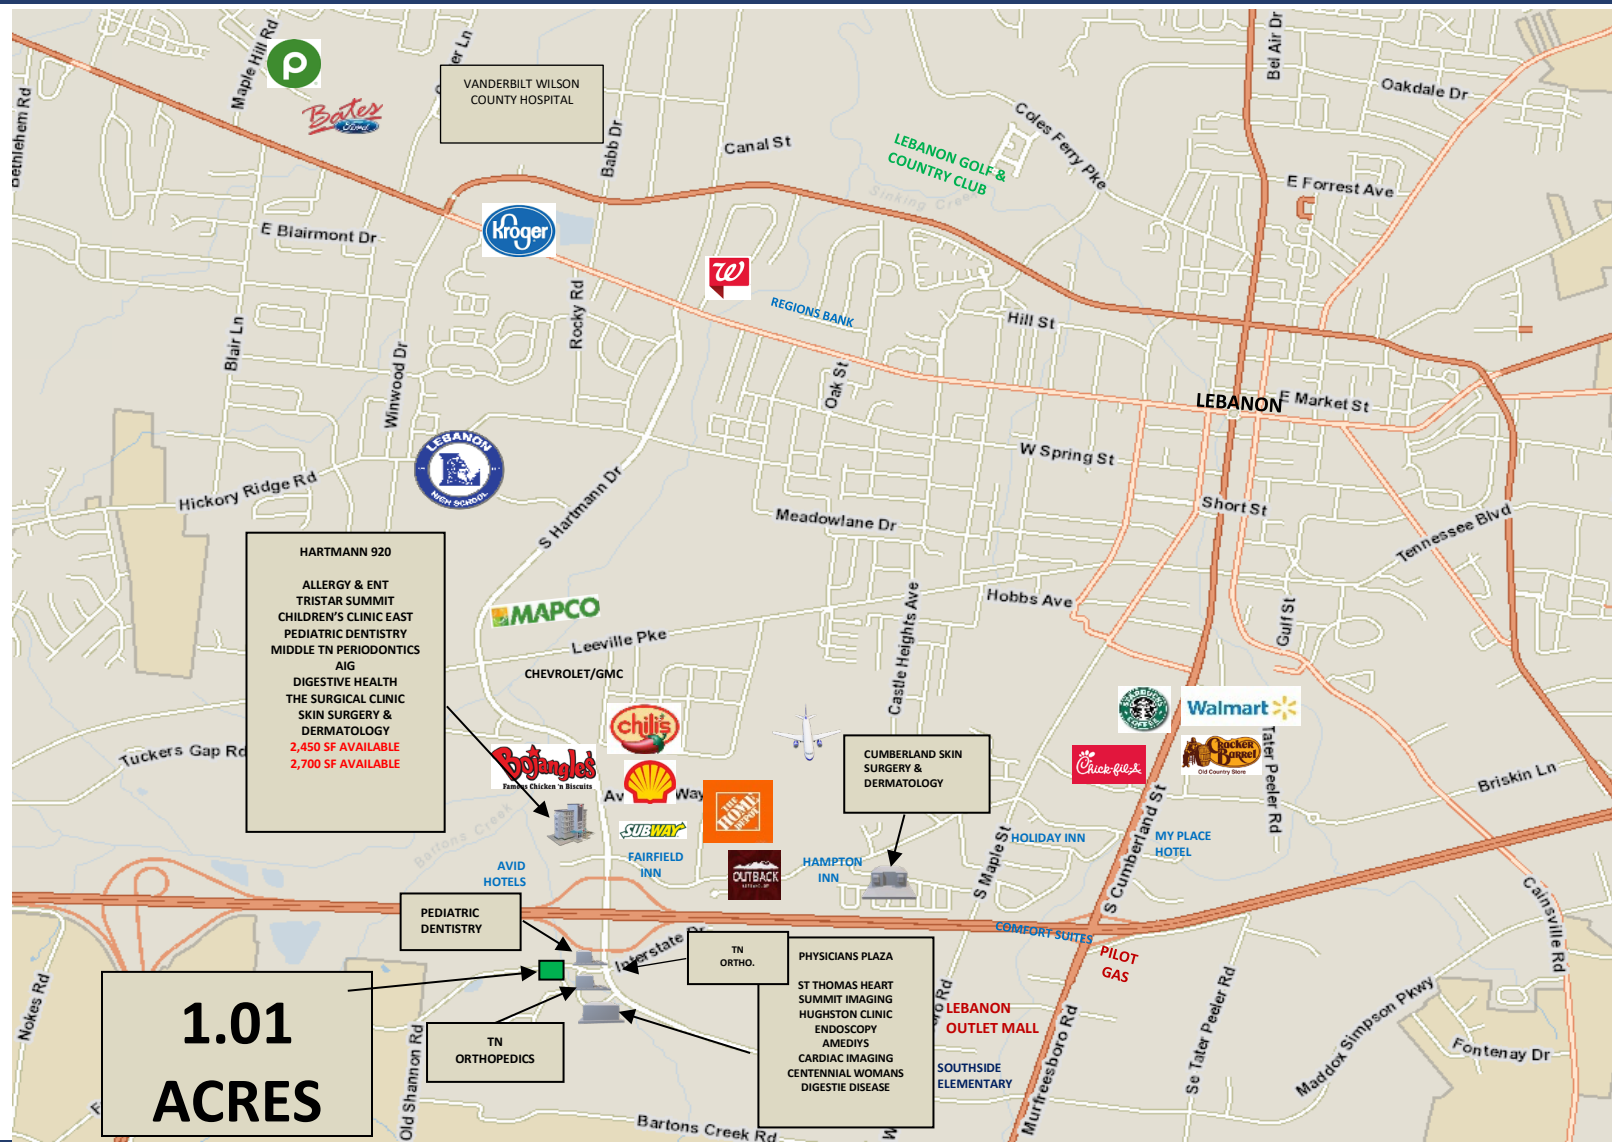 Maple Hill Rd
er Ln
Bel Air Dr
Oakdale Dr
Bethlehem Rd
P
Bates
Ford
VANDERBILT WILSON
COUNTY HOSPITAL
Babb Dr
Canal St
LEBANON GOLF &
COUNTRY CLUB
Coles Ferry Pke
Sinking Creek
E Forrest Ave
E Blairmont Dr
Kroger
W
REGIONS BANK
Rocky Rd
Hill St
Blair Ln
Winwood Dr
Oak St
LEBANON
E Market St
LEBANON
L
HIGH SCHOOL
W Spring St
Hickory Ridge Rd
S Hartmann Dr
Meadowlane Dr
Short St
Tennessee Blvd
HARTMANN 920
ALLERGY & ENT
TRISTAR SUMMIT
CHILDREN'S CLINIC EAST
PEDIATRIC DENTISTRY
MIDDLE TN PERIODONTICS
AIG
DIGESTIVE HEALTH
THE SURGICAL CLINIC
SKIN SURGERY &
DERMATOLOGY
2,450 SF AVAILABLE
2,700 SF AVAILABLE
MAPCO
Leeville Pke
CHEVROLET/GMC
Castle Heights Ave
Hobbs Ave
Gulf St
Tuckers Gap Rd
chili's
Bojangles'
Famous Chicken 'n Biscuits
Av
Way
SUBWAY
THE
HOME
DEPOT
OUTBACK
STARBUCKS
COFFEE
Walmart
Chick-fil-A
Cracker
Barrel
Old Country Store
Tater Peeler Rd
Briskin Ln
CUMBERLAND SKIN
SURGERY &
DERMATOLOGY
Bartons Creek
AVID
HOTELS
FAIRFIELD
INN
HAMPTON
INN
HOLIDAY INN
MY PLACE
HOTEL
S Maple St
S Cumberland St
Cainsville Rd
PEDIATRIC
DENTISTRY
Interstate Dr
TN
ORTHO.
COMFORT SUITES
PILOT
GAS
PHYSICIANS PLAZA
ST THOMAS HEART
SUMMIT IMAGING
HUGHSTON CLINIC
ENDOSCOPY
AMEDIYS
CARDIAC IMAGING
CENTENNIAL WOMANS
DIGESTIE DISEASE
Nokes Rd
1.01
ACRES
Old Shannon Rd
TN
ORTHOPEDICS
oro Rd
LEBANON
OUTLET MALL
SOUTHSIDE
ELEMENTARY
Murfreesboro Rd
Se Tater Peeler Rd
Maddox Simpson Pkwy
Fontenay Dr
Bartons Creek Rd
W